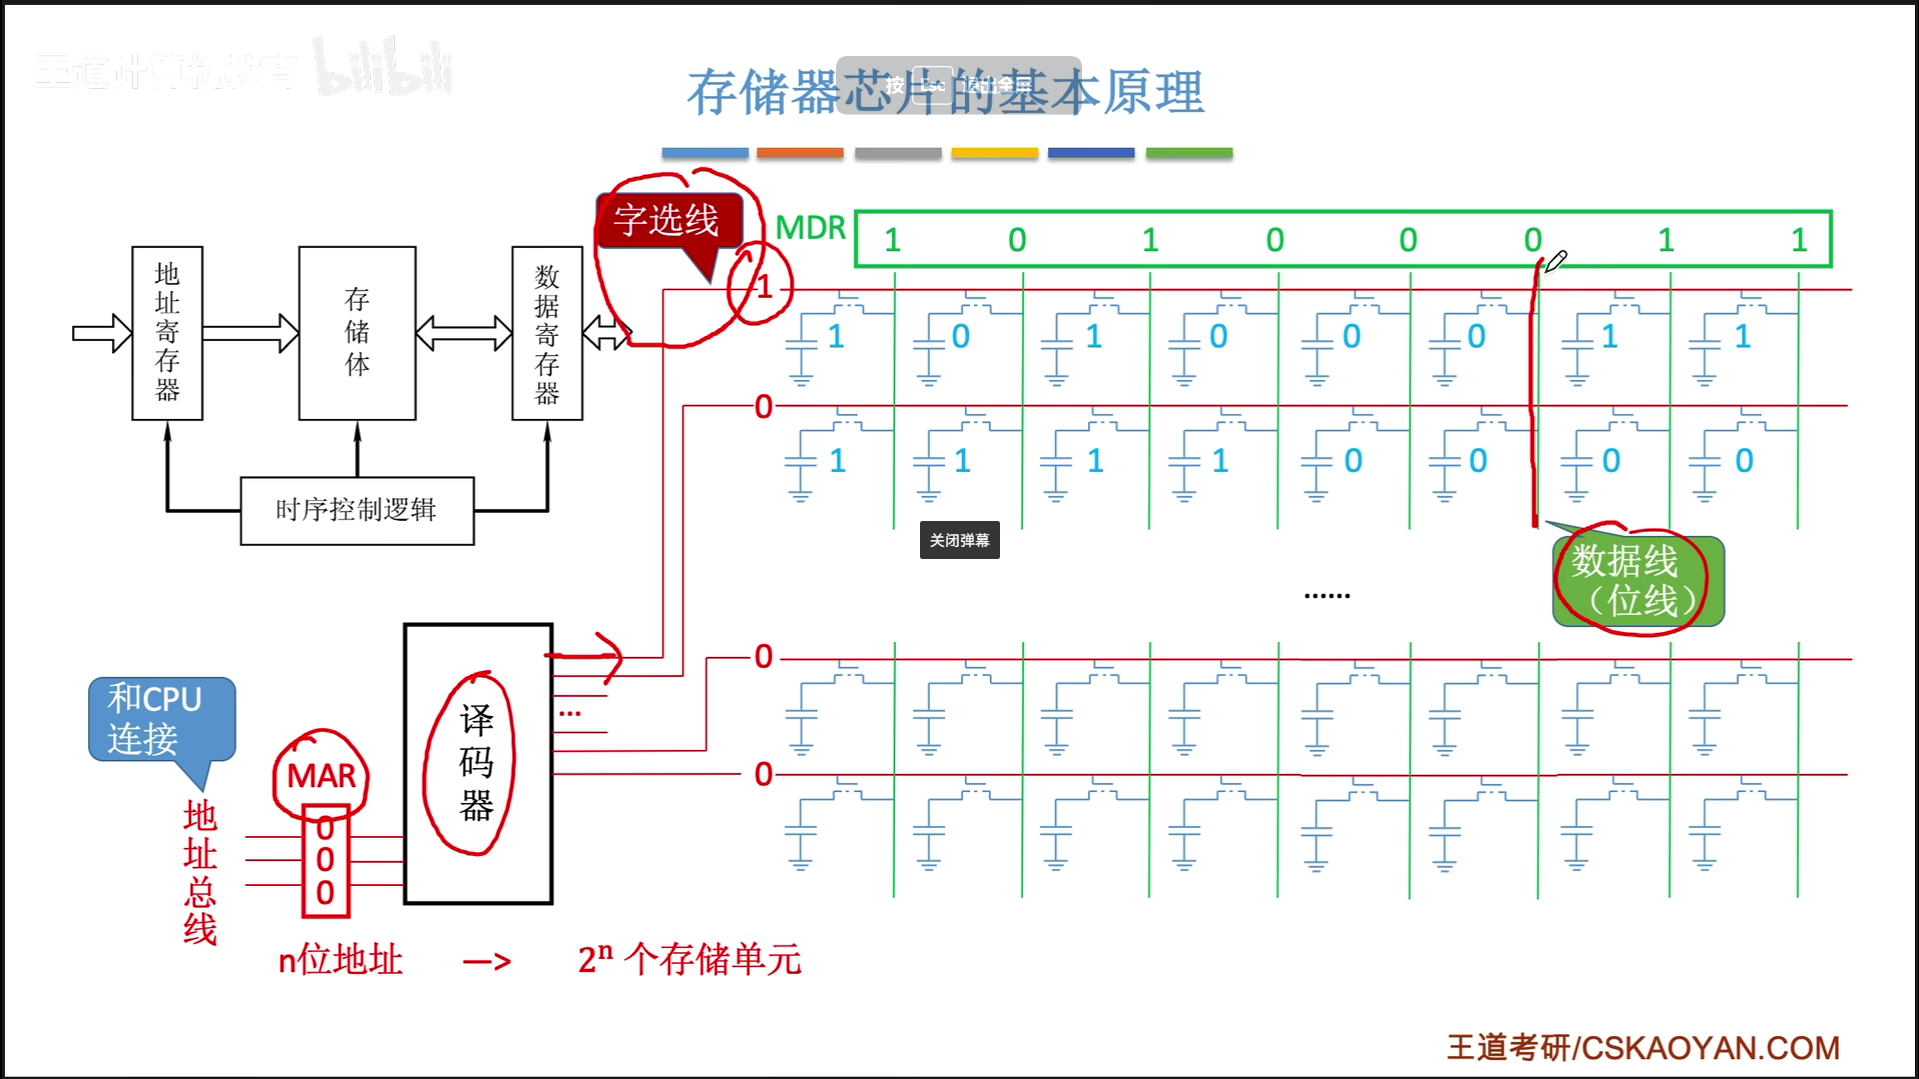 王道计算机教育 bilibili
存储器芯片的基本原理
按 Esc 退出全屏
字选线
MDR 1 0 1 0 0 0 1 1
地址寄存器
存储体
数据寄存器
时序控制逻辑
1
1 0 1 0 0 0 1 1
0
1 1 1 1 0 0 0 0
关闭弹幕
数据线
（位线）
......
0
0
译码器
...
和CPU
连接
MAR
0
0
0
地址总线
n位地址 —> 2ⁿ 个存储单元
王道考研/CSKAOYAN.COM